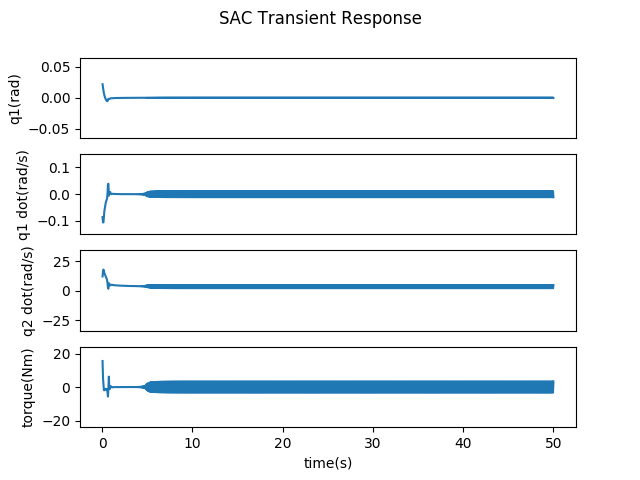 SAC Transient Response
q1(rad)
0.05
0.00
−0.05
q1 dot(rad/s)
0.1
0.0
−0.1
q2 dot(rad/s)
25
0
−25
torque(Nm)
20
0
−20
0 10 20 30 40 50
time(s)